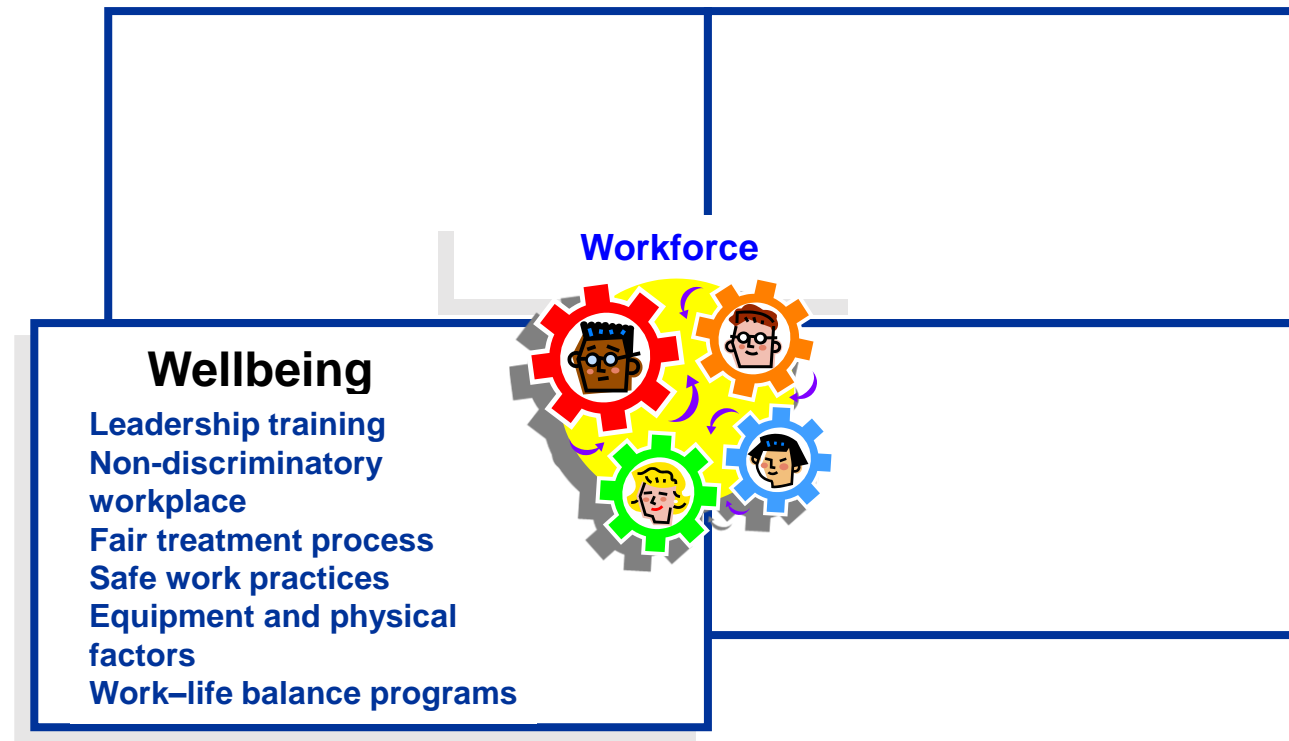 Workforce
Wellbeing
Leadership training
Non-discriminatory
workplace
Fair treatment process
Safe work practices
Equipment and physical
factors
Work–life balance programs